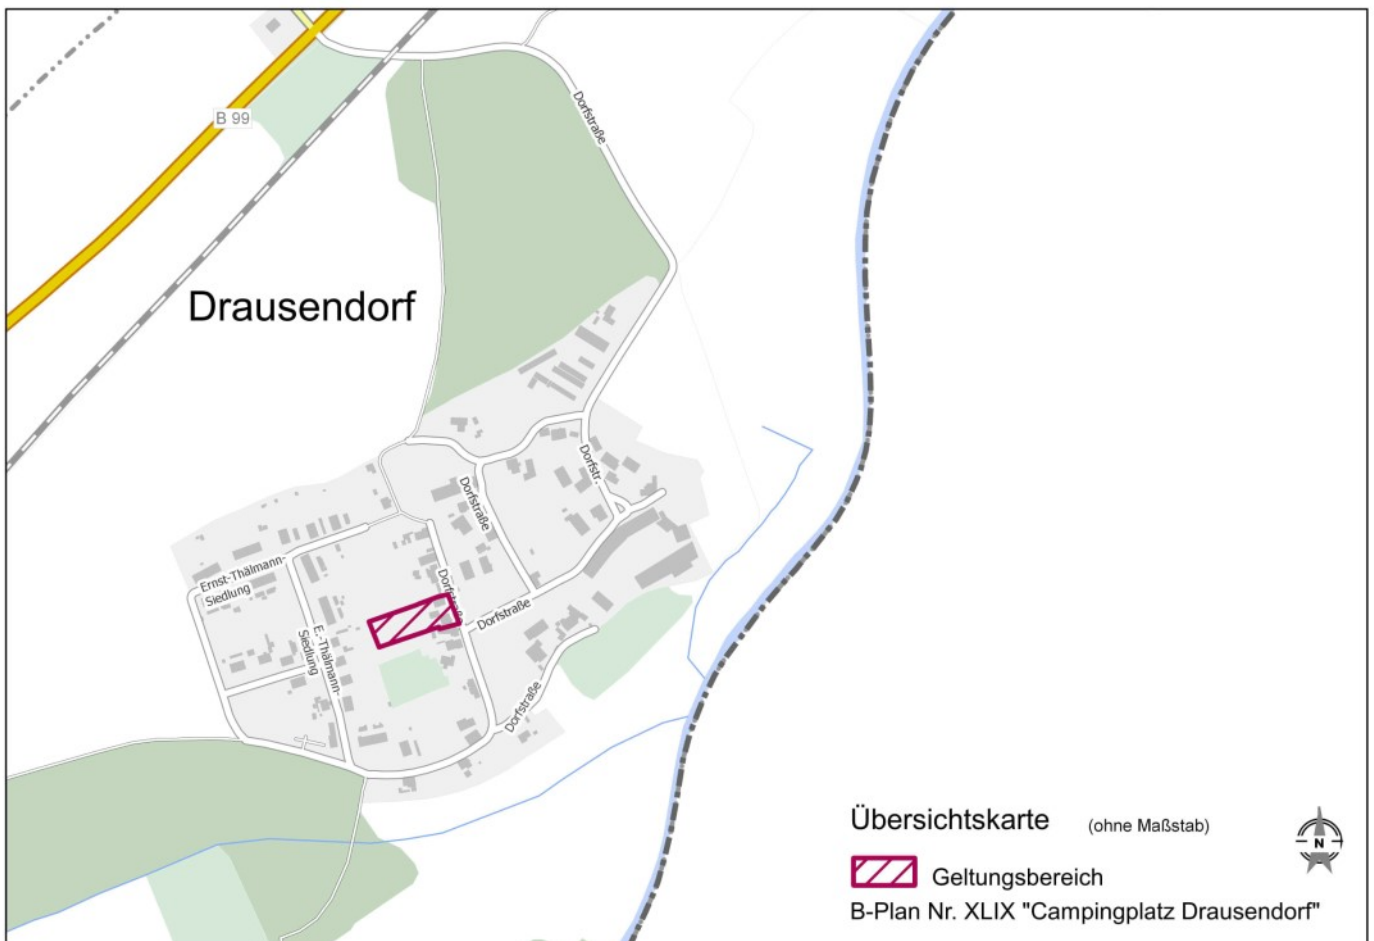 Dorfstraße
B 99
Drausendorf
Dorfstr.
Dorfstraße
Ernst-Thälmann-
Siedlung
Dorfstraße
E.-Thälmann-
Siedlung
Dorfstraße
Dorfstraße
Übersichtskarte (ohne Maßstab)
N
Geltungsbereich
B-Plan Nr. XLIX "Campingplatz Drausendorf"